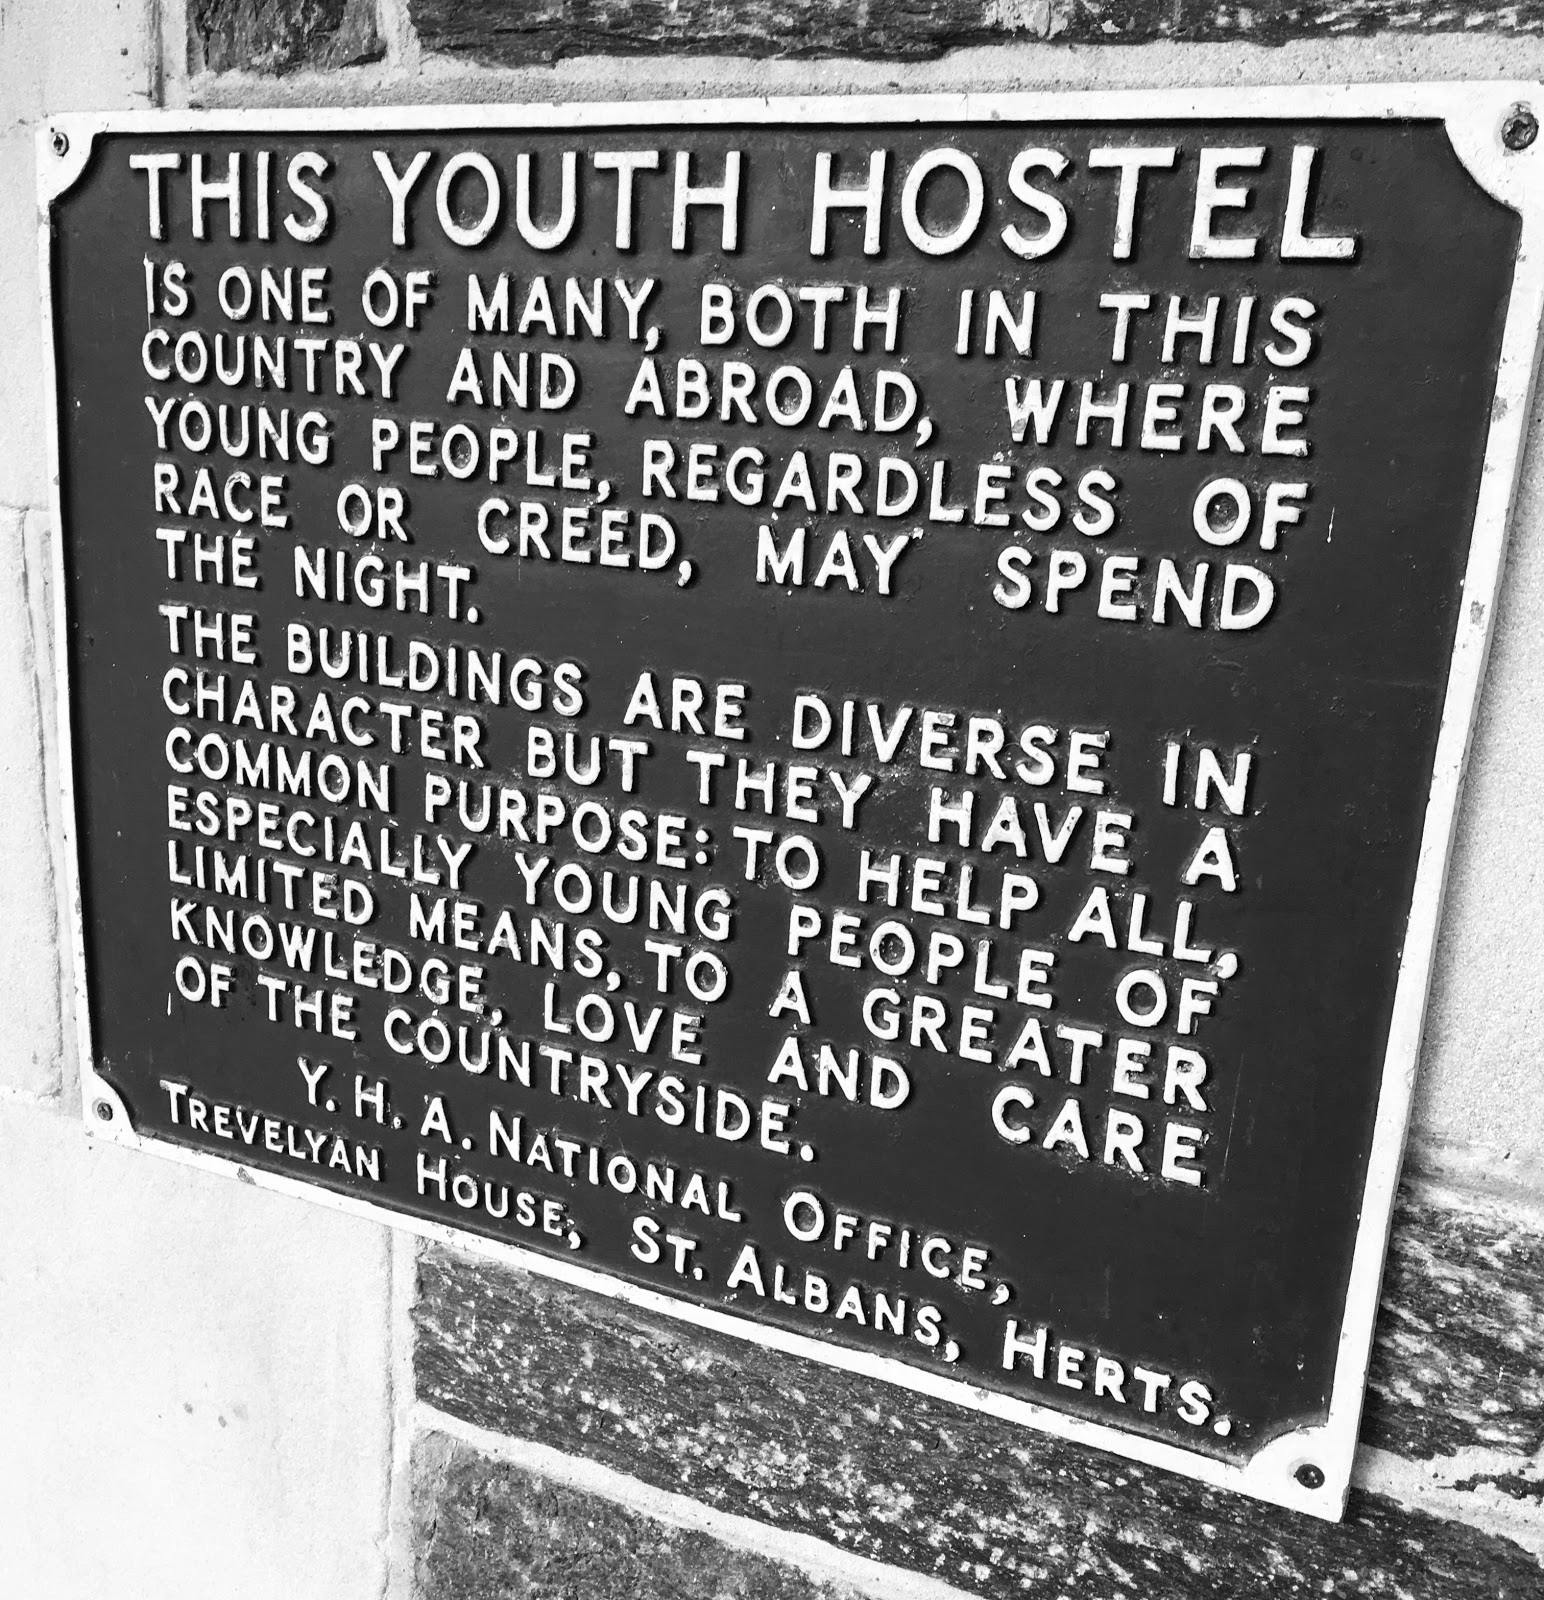 THIS YOUTH HOSTEL
IS ONE OF MANY, BOTH IN THIS
COUNTRY AND ABROAD, WHERE
YOUNG PEOPLE, REGARDLESS OF
RACE OR CREED, MAY SPEND
THE NIGHT.
THE BUILDINGS ARE DIVERSE IN
CHARACTER BUT THEY HAVE A
COMMON PURPOSE: TO HELP ALL,
ESPECIALLY YOUNG PEOPLE OF
LIMITED MEANS, TO A GREATER
KNOWLEDGE, LOVE AND CARE
OF THE COUNTRYSIDE.
Y. H. A. NATIONAL OFFICE,
TREVELYAN HOUSE, ST. ALBANS, HERTS.